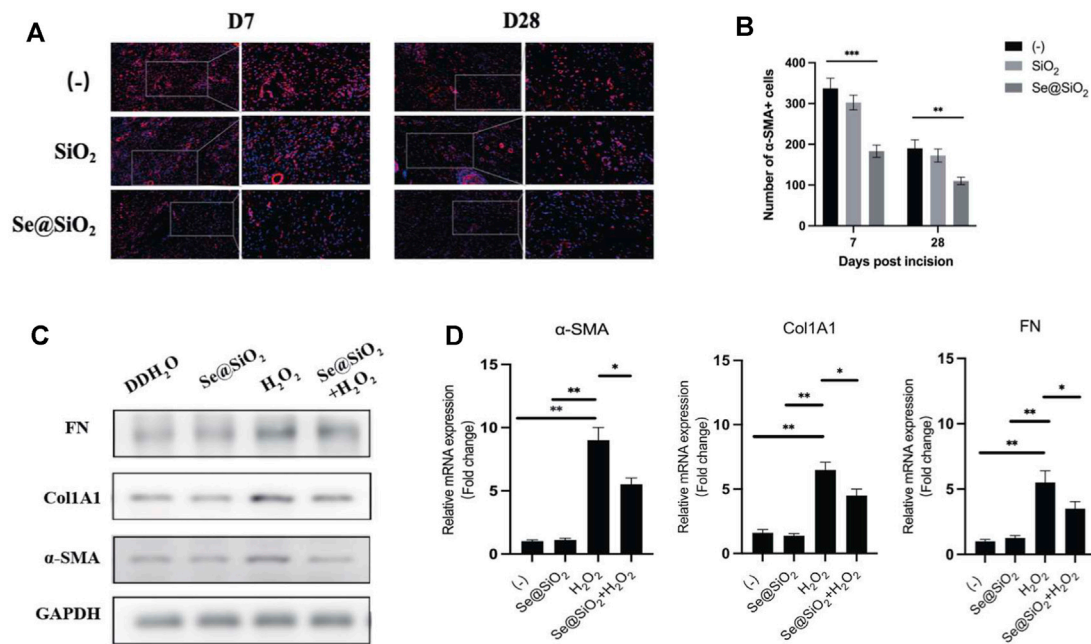 A
D7
D28
(-)
SiO₂
Se@SiO₂
B
(-)
SiO₂
Se@SiO₂
Number of α-SMA+ cells
400
300
200
100
0
***
**
7
28
Days post incision
C
DDH₂O
Se@SiO₂
H₂O₂
Se@SiO₂
+H₂O₂
FN
Col1A1
α-SMA
GAPDH
D
α-SMA
Relative mRNA expression
(Fold change)
15
10
5
0
**
**
*
(-)
Se@SiO₂
H₂O₂
Se@SiO₂+H₂O₂
Col1A1
Relative mRNA expression
(Fold change)
15
10
5
0
**
**
*
(-)
Se@SiO₂
H₂O₂
Se@SiO₂+H₂O₂
FN
Relative mRNA expression
(Fold change)
15
10
5
0
**
**
*
(-)
Se@SiO₂
H₂O₂
Se@SiO₂+H₂O₂